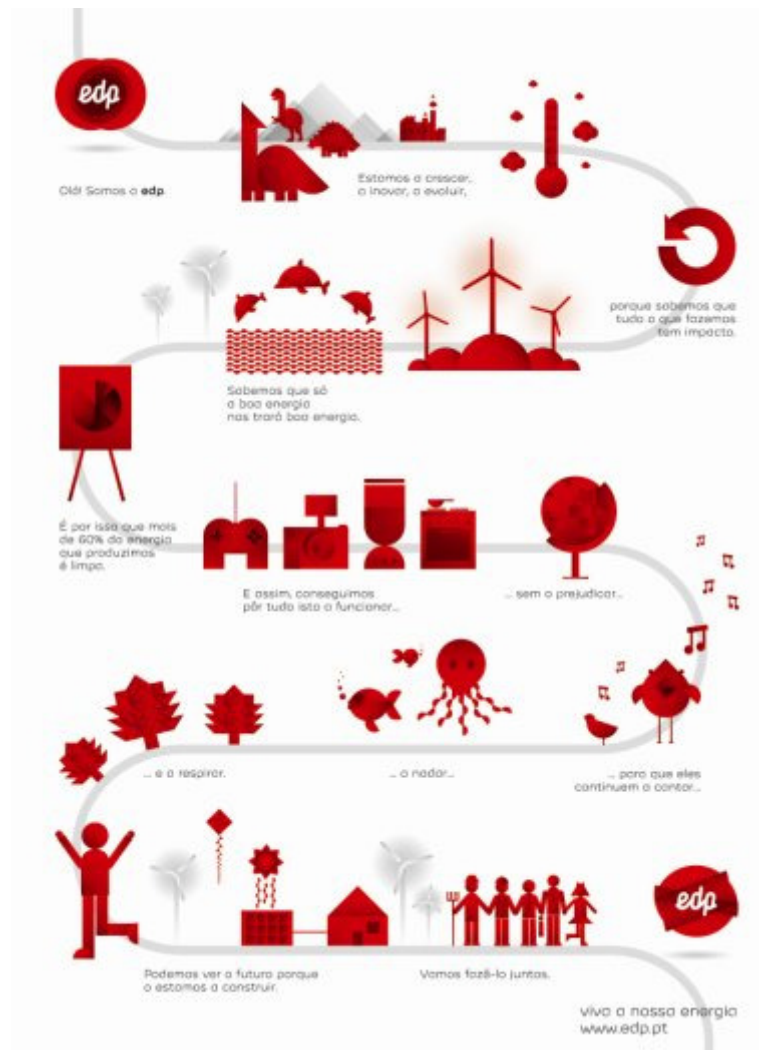 edp
Olá! Somos a edp.
Estamos a crescer,
a inovar, a evoluir,
porque sabemos que
tudo o que fazemos
tem impacto.
Sabemos que só
a boa energia
nos trará boa energia.
É por isso que mais
de 60% da energia
que produzimos
é limpa.
E assim, conseguimos
pôr tudo isto a funcionar...
... sem o prejudicar...
... para que eles
continuem a cantar...
... a nadar...
... e a respirar.
Podemos ver o futuro porque
o estamos a construir.
Vamos fazê-lo juntos.
edp
viva a nossa energia
www.edp.pt